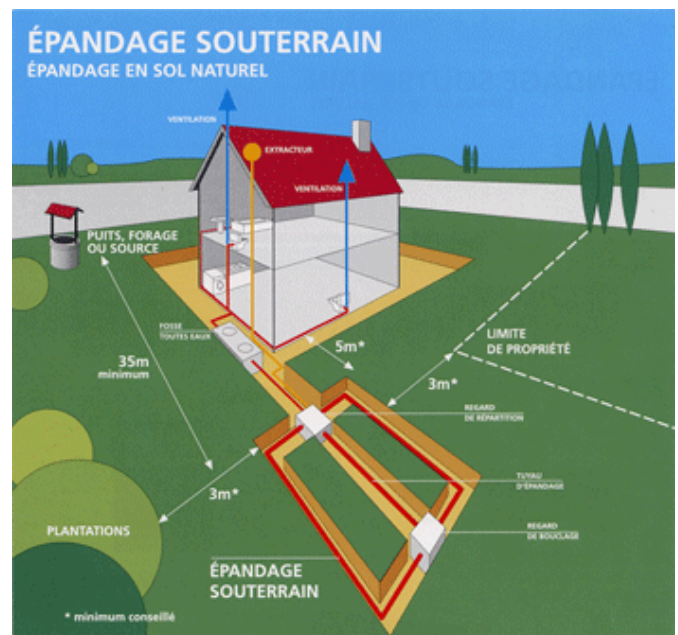 ÉPANDAGE SOUTERRAIN
ÉPANDAGE EN SOL NATUREL
VENTILATION
EXTRACTEUR
VENTILATION
PUITS, FORAGE
OU SOURCE
FOSSE
TOUTES EAUX
5m*
LIMITE
DE PROPRIÉTÉ
35m
minimum
3m*
REGARD
DE RÉPARTITION
3m*
TUYAU
D'ÉPANDAGE
PLANTATIONS
REGARD
DE BOUCLAGE
ÉPANDAGE
SOUTERRAIN
* minimum conseillé